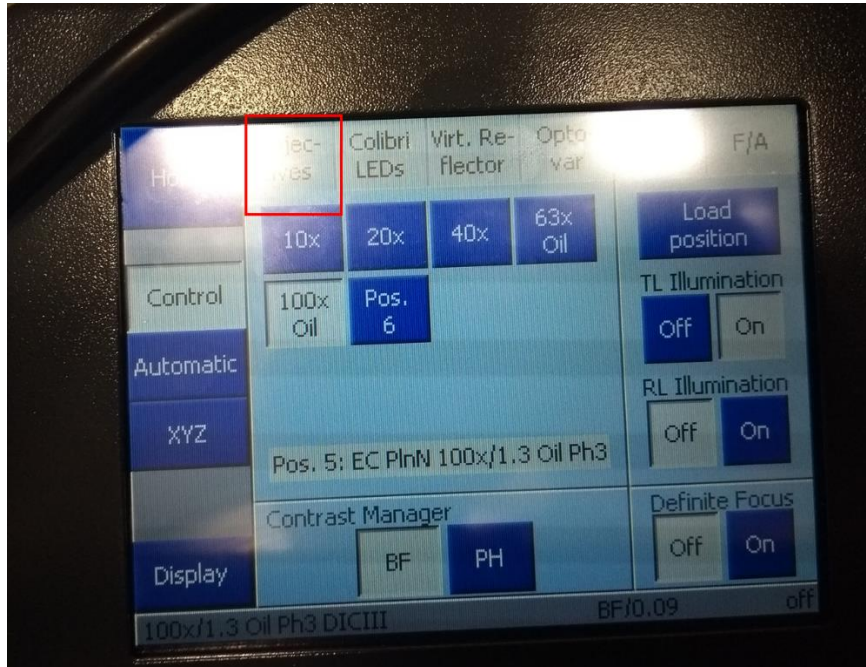 Colibri LEDs
Virt. Re-
flector
Opto
var
F/A
10x
20x
40x
63x
Oil
Load
position
Control
100x
Oil
Pos.
6
TL Illumination
Off
On
Automatic
RL Illumination
XYZ
Off
On
Pos. 5: EC PlnN 100x/1.3 Oil Ph3
Contrast Manager
Definite Focus
BF
PH
Off
On
Display
100x/1.3 Oil Ph3 DICIII
BF/0.09
off